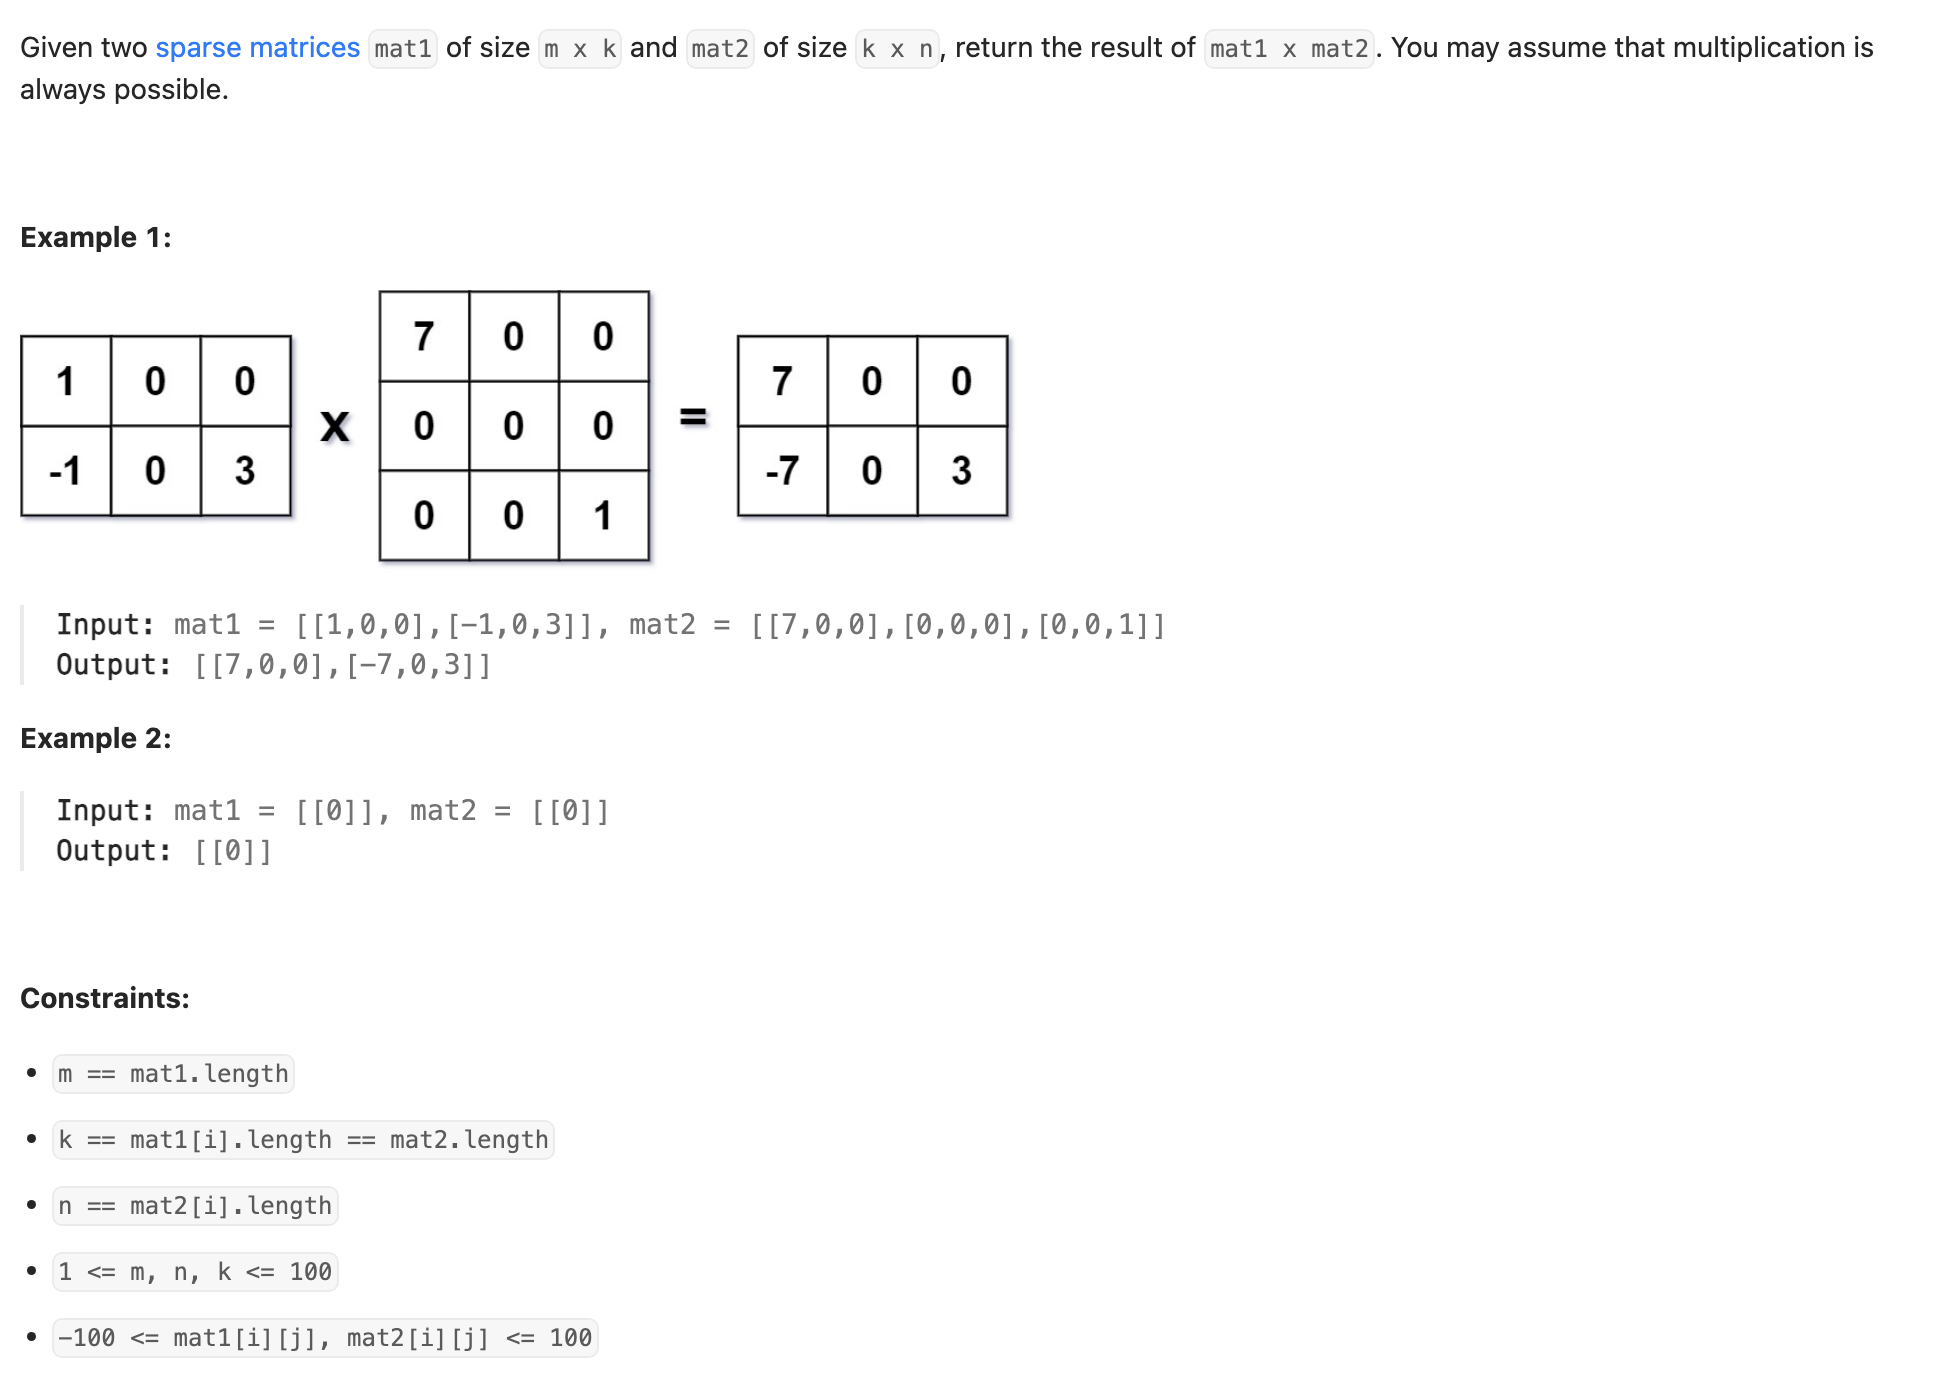 Given two sparse matrices mat1 of size m x k and mat2 of size k x n, return the result of mat1 x mat2. You may assume that multiplication is
always possible.
Example 1:
1 0 0
-1 0 3
x
7 0 0
0 0 0
0 0 1
=
7 0 0
-7 0 3
Input: mat1 = [[1,0,0],[-1,0,3]], mat2 = [[7,0,0],[0,0,0],[0,0,1]]
Output: [[7,0,0],[-7,0,3]]
Example 2:
Input: mat1 = [[0]], mat2 = [[0]]
Output: [[0]]
Constraints:
• m == mat1.length
• k == mat1[i].length == mat2.length
• n == mat2[i].length
• 1 <= m, n, k <= 100
• -100 <= mat1[i][j], mat2[i][j] <= 100